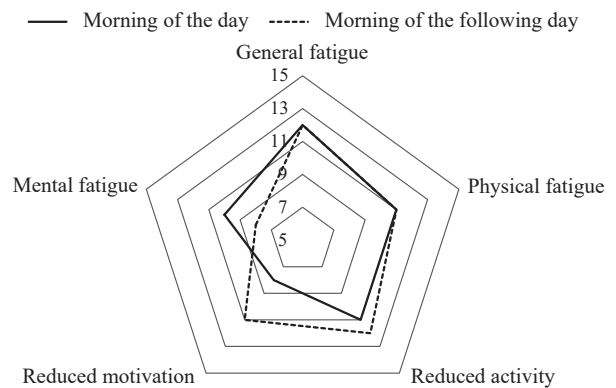 Morning of the day Morning of the following day
General fatigue
15
13
11
9
7
5
Mental fatigue
Physical fatigue
Reduced motivation
Reduced activity